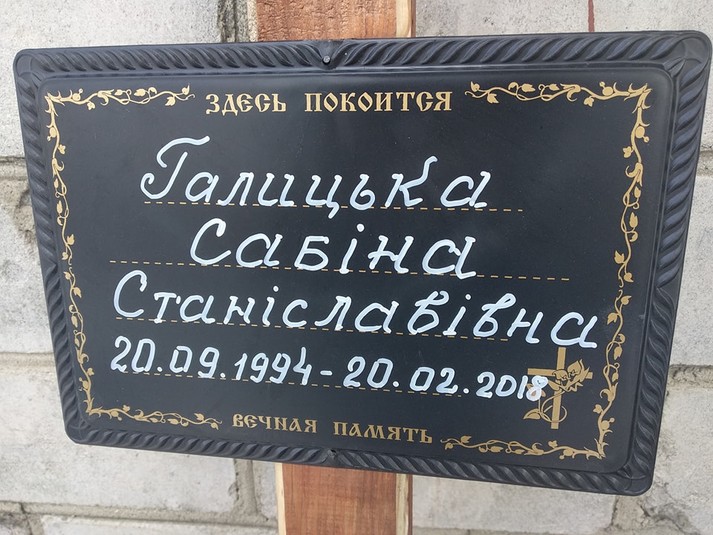 ЗДЕСЬ ПОКОИТСЯ
Галицька
Сабіна
Станіславівна
20.09.1994-20.02.2018
ВЕЧНАЯ ПАМЯТЬ